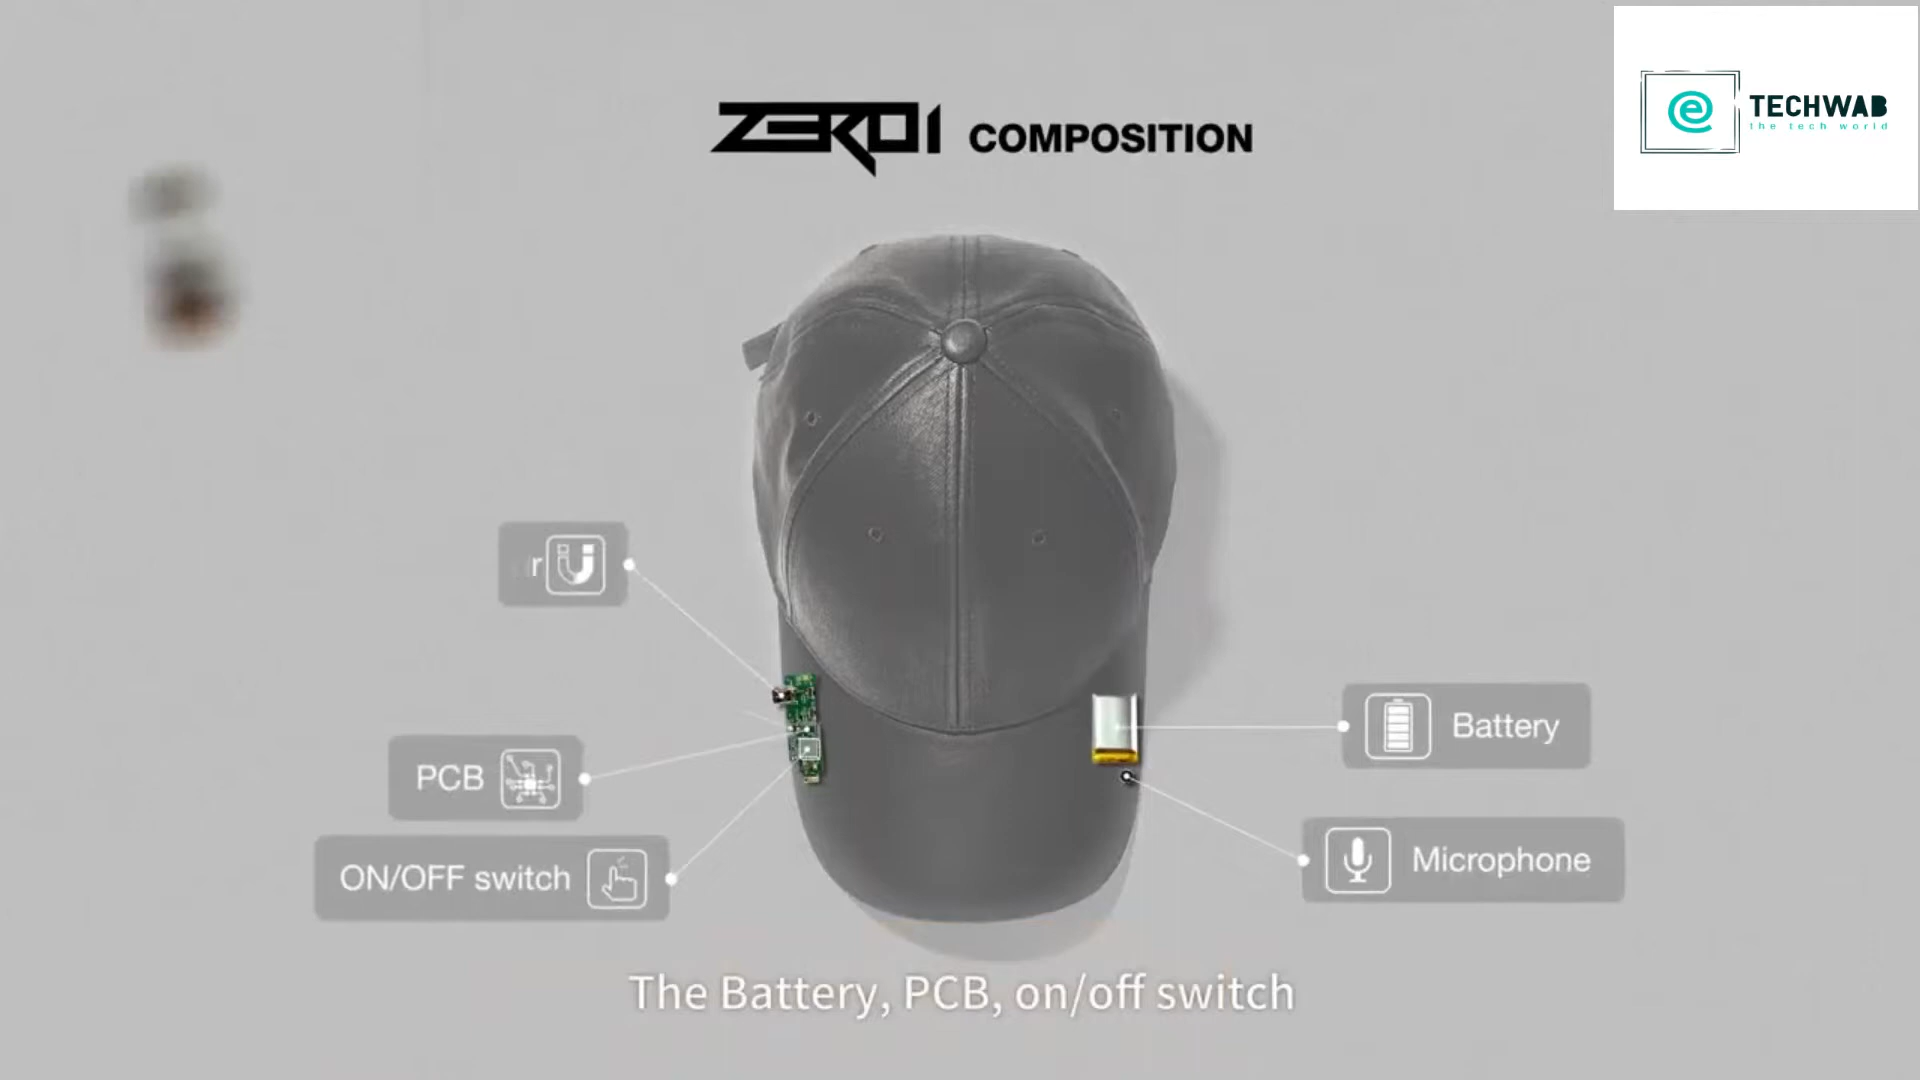 ZERO1 COMPOSITION
e TECHWAB
the tech world
r
PCB
ON/OFF switch
Battery
Microphone
The Battery, PCB, on/off switch